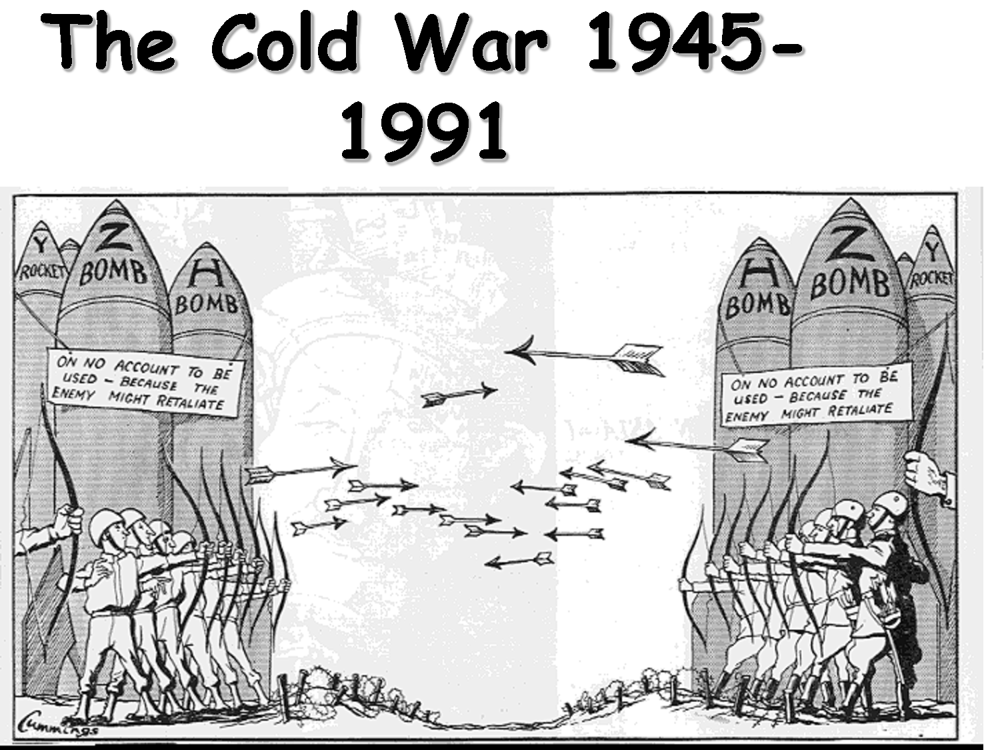 The Cold War 1945-
1991
Y
ROCKET
Z
BOMB
H
BOMB
ON NO ACCOUNT TO BE
USED - BECAUSE THE
ENEMY MIGHT RETALIATE
H
BOMB
Z
BOMB
Y
ROCKET
ON NO ACCOUNT TO BE
USED - BECAUSE THE
ENEMY MIGHT RETALIATE
Cummings